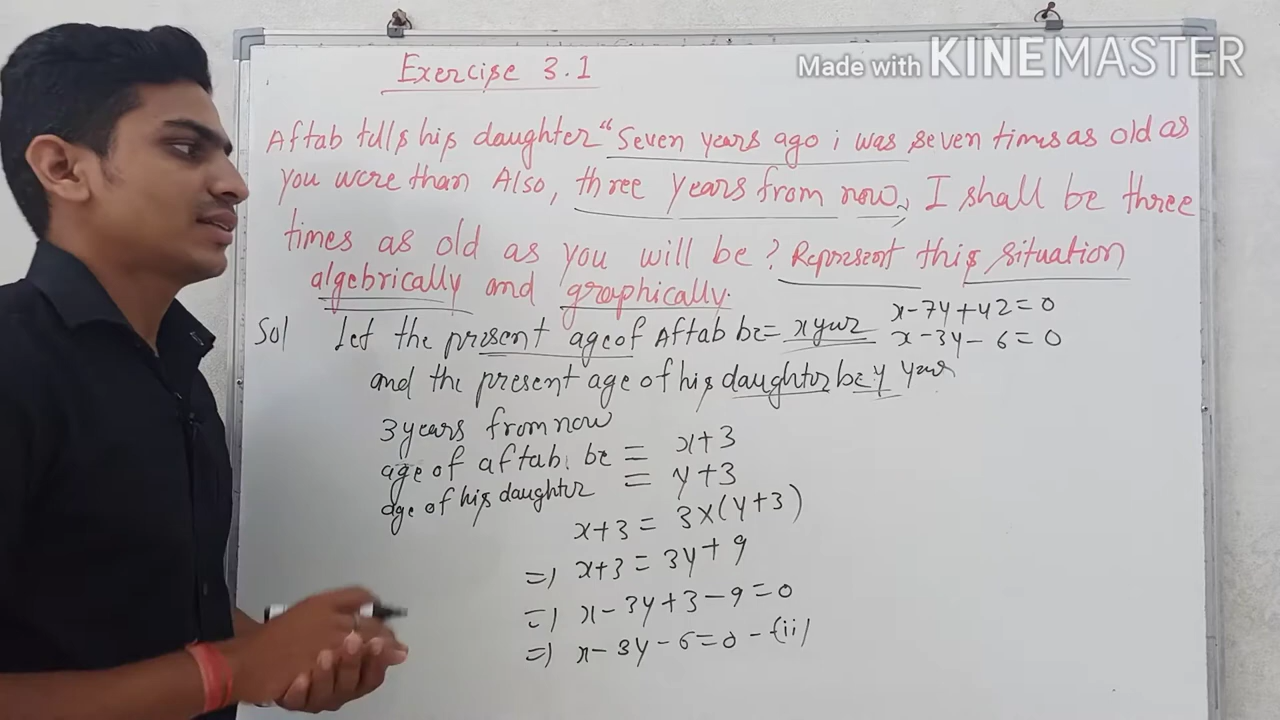 Made with KINEMASTER
Exercise 3.1
Aftab tells his daughter "Seven years ago i was seven times as old as
you were than Also, three years from now, I shall be three
times as old as you will be? Represent this situation
algebrically and graphically.
x-7y+42=0
Sol Let the present age of Aftab be= x year x-3y-6=0
and the present age of his daughter be y year
3 years from now
age of aftab be = x+3
age of his daughter = y+3
x+3 = 3×(y+3)
=) x+3 = 3y+9
=) x-3y+3-9=0
=) x-3y-6=0 -(ii)